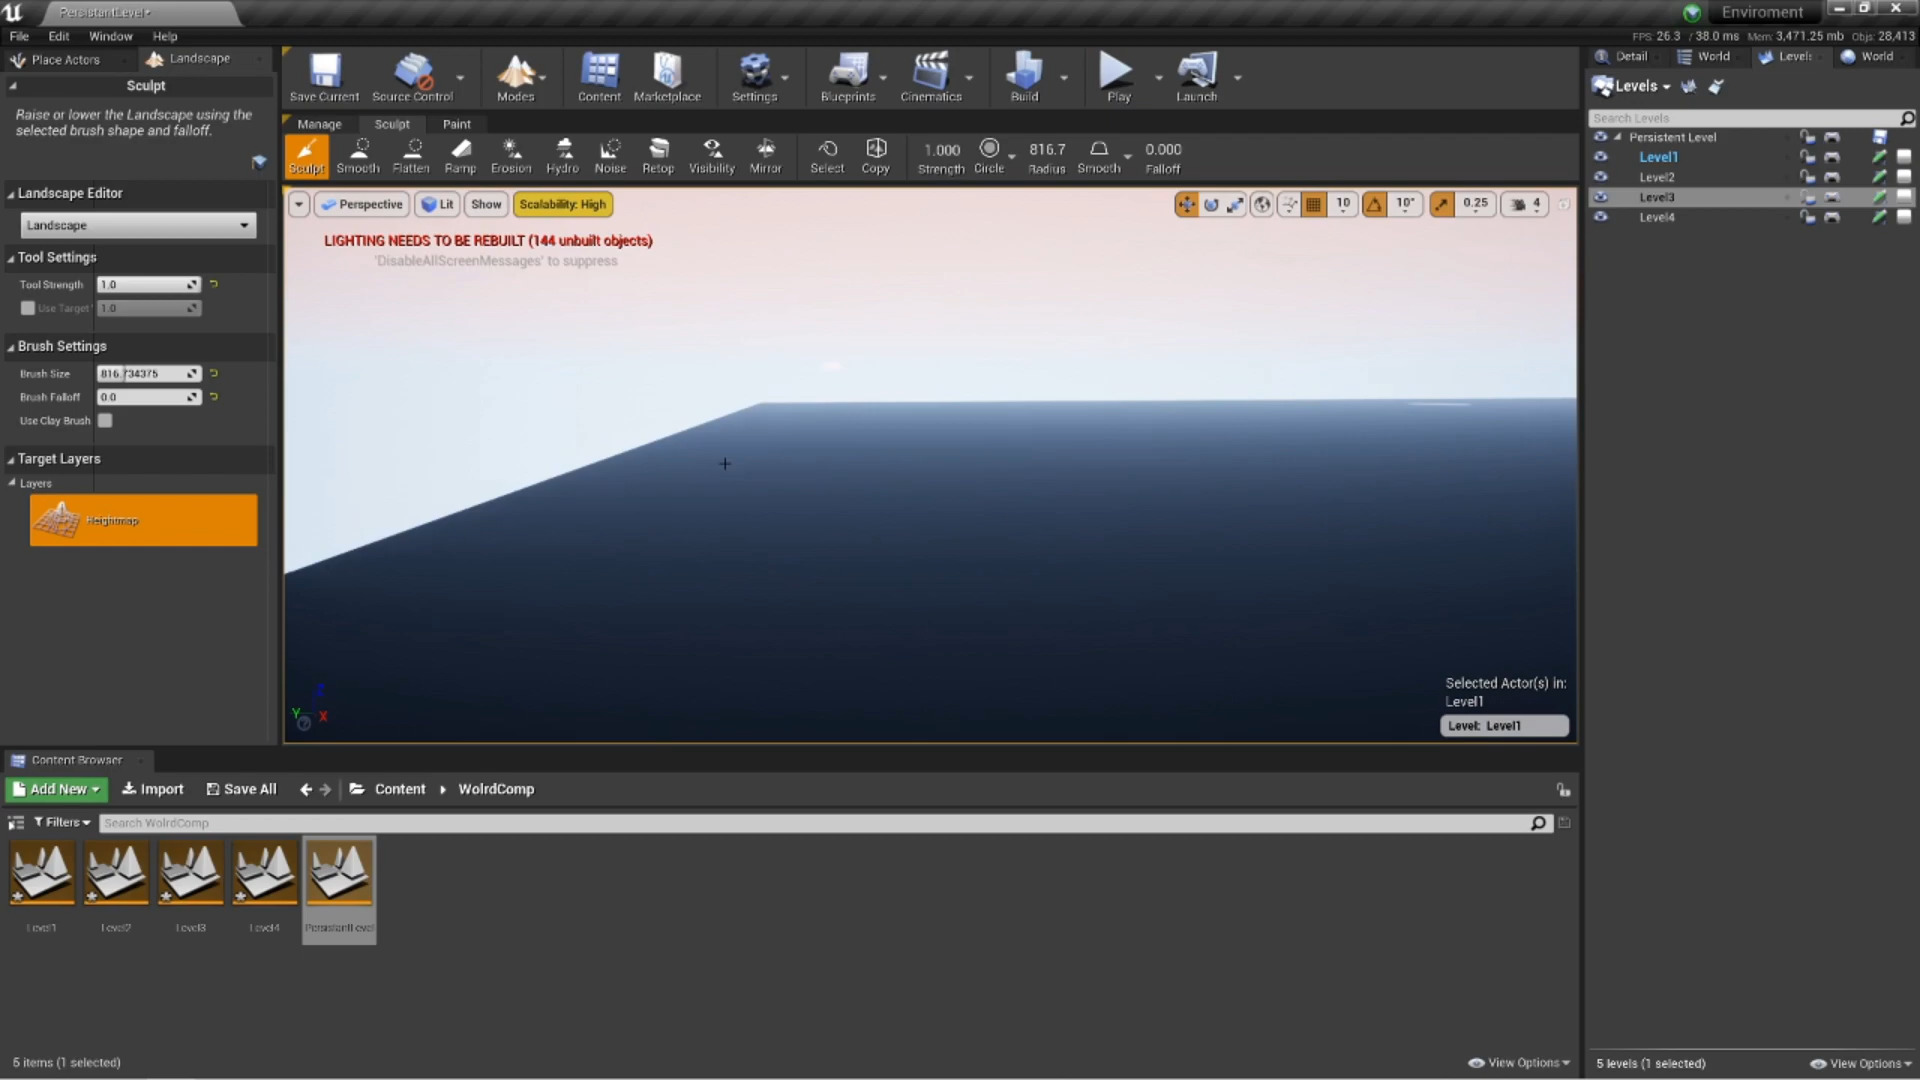 PersistantLevel•
Enviroment
File Edit Window Help
FPS: 26.3 / 38.0 ms Mem: 3,471.25 mb Objs: 28,413
Place Actors Landscape
Sculpt
Raise or lower the Landscape using the
selected brush shape and falloff.
Landscape Editor
Landscape
Tool Settings
Tool Strength 1.0
Use Target 1.0
Brush Settings
Brush Size 816.734375
Brush Falloff 0.0
Use Clay Brush
Target Layers
Layers
Heightmap
Save Current Source Control Modes Content Marketplace Settings Blueprints Cinematics Build Play Launch
Manage Sculpt Paint
1.000 816.7 0.000
Sculpt Smooth Flatten Ramp Erosion Hydro Noise Retop Visibility Mirror Select Copy Strength Circle Radius Smooth Falloff
Perspective Lit Show Scalability: High 10 10° 0.25 4
LIGHTING NEEDS TO BE REBUILT (144 unbuilt objects)
'DisableAllScreenMessages' to suppress
Z
Y X
Selected Actor(s) in:
Level1
Level: Level1
Detail World Levels World
Levels
Search Levels
Persistent Level
Level1
Level2
Level3
Level4
5 levels (1 selected) View Options
Content Browser
Add New Import Save All Content WolrdComp
Filters Search WolrdComp
Level1 Level2 Level3 Level4 PersistantLevel
5 items (1 selected) View Options